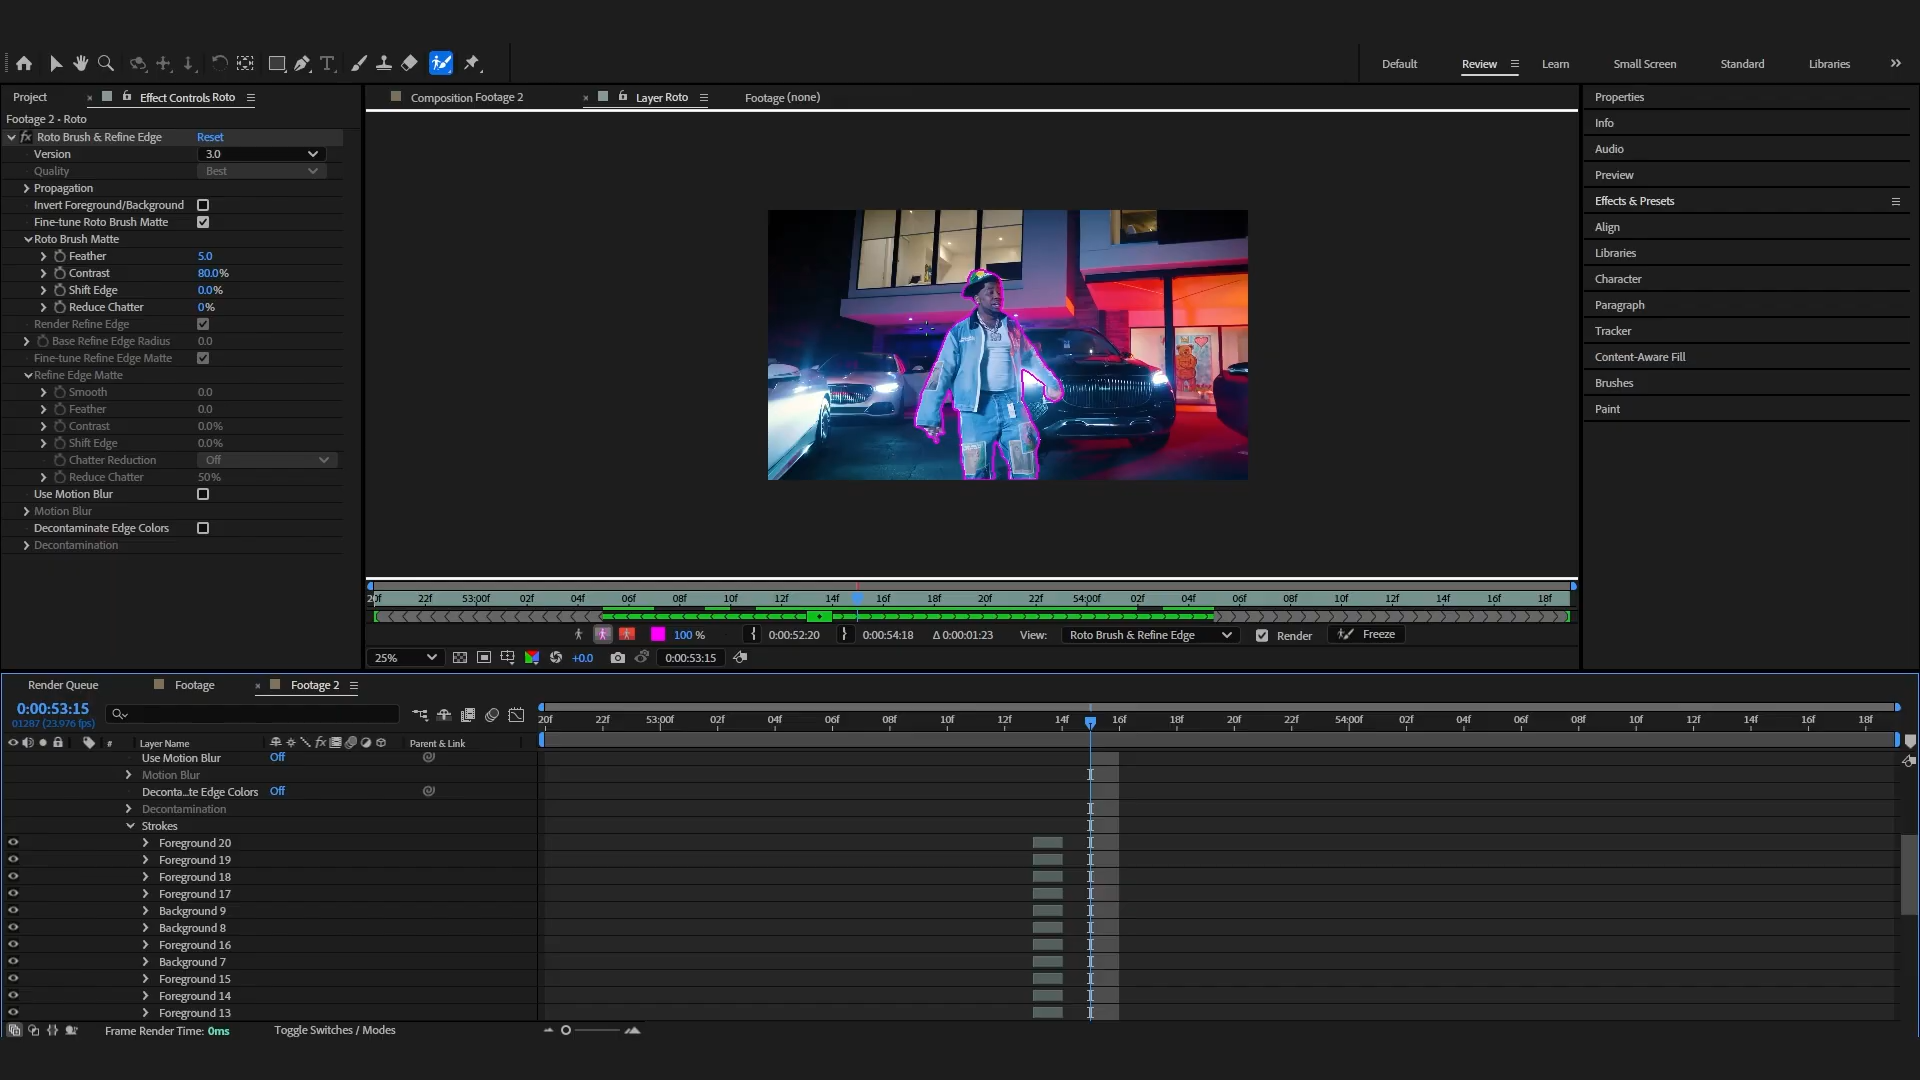 Default
Review
Learn
Small Screen
Standard
Libraries
Project
Effect Controls Roto
Footage 2 • Roto
Roto Brush & Refine Edge Reset
Version 3.0
Quality Best
Propagation
Invert Foreground/Background
Fine-tune Roto Brush Matte
Roto Brush Matte
Feather 5.0
Contrast 80.0%
Shift Edge 0.0%
Reduce Chatter 0%
Render Refine Edge
Base Refine Edge Radius 0.0
Fine-tune Refine Edge Matte
Refine Edge Matte
Smooth 0.0
Feather 0.0
Contrast 0.0%
Shift Edge 0.0%
Chatter Reduction Off
Reduce Chatter 50%
Use Motion Blur
Motion Blur
Decontaminate Edge Colors
Decontamination
Composition Footage 2
Layer Roto
Footage (none)
20f 22f 53:00f 02f 04f 06f 08f 10f 12f 14f 16f 18f 20f 22f 54:00f 02f 04f 06f 08f 10f 12f 14f 16f 18f
100 % 0:00:52:20 0:00:54:18 Δ 0:00:01:23 View: Roto Brush & Refine Edge Render Freeze
25% +0.0 0:00:53:15
Properties
Info
Audio
Preview
Effects & Presets
Align
Libraries
Character
Paragraph
Tracker
Content-Aware Fill
Brushes
Paint
Render Queue
Footage
Footage 2
0:00:53:15
01287 (23.976 fps)
20f 22f 53:00f 02f 04f 06f 08f 10f 12f 14f 16f 18f 20f 22f 54:00f 02f 04f 06f 08f 10f 12f 14f 16f 18f
# Layer Name Parent & Link
Use Motion Blur Off
Motion Blur
Deconta...te Edge Colors Off
Decontamination
Strokes
Foreground 20
Foreground 19
Foreground 18
Foreground 17
Background 9
Background 8
Foreground 16
Background 7
Foreground 15
Foreground 14
Foreground 13
Frame Render Time: 0ms
Toggle Switches / Modes